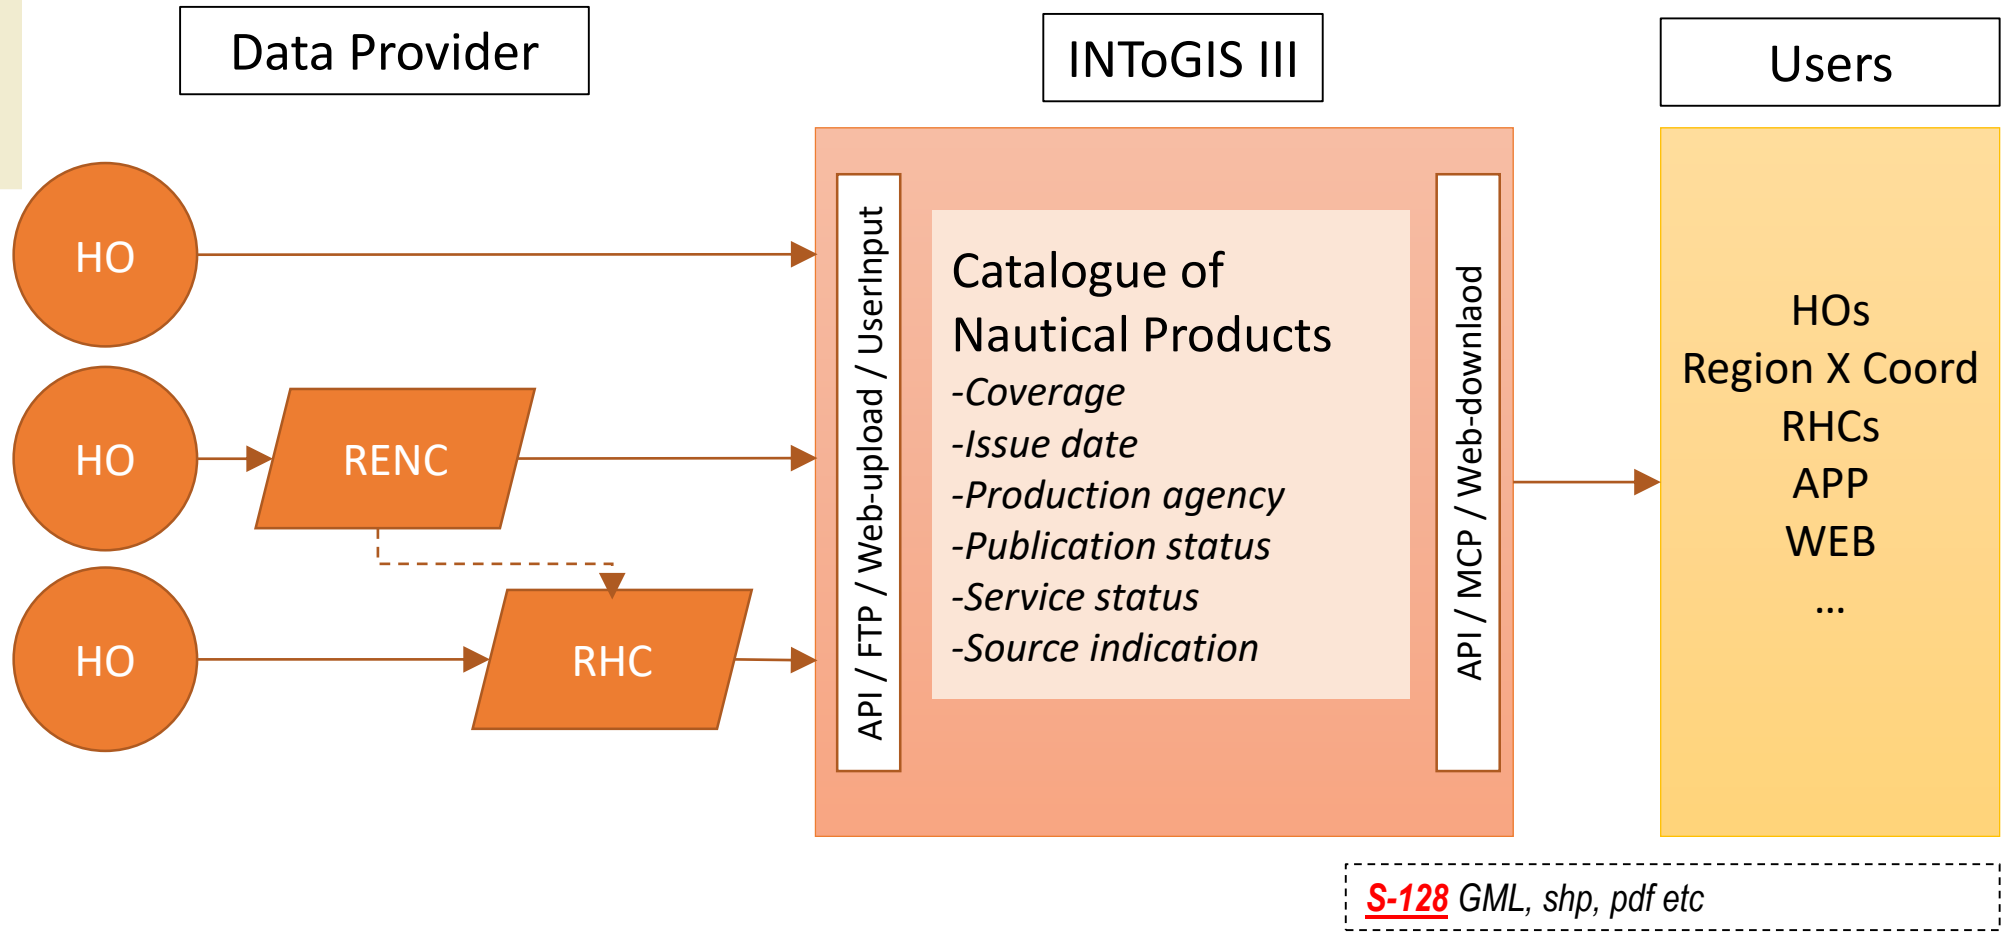 Data Provider
INToGIS III
Users
HO
HO
RENC
HO
RHC
API / FTP / Web-upload / UserInput
Catalogue of
Nautical Products
-Coverage
-Issue date
-Production agency
-Publication status
-Service status
-Source indication
API / MCP / Web-downlaod
HOs
Region X Coord
RHCs
APP
WEB
...
S-128 GML, shp, pdf etc